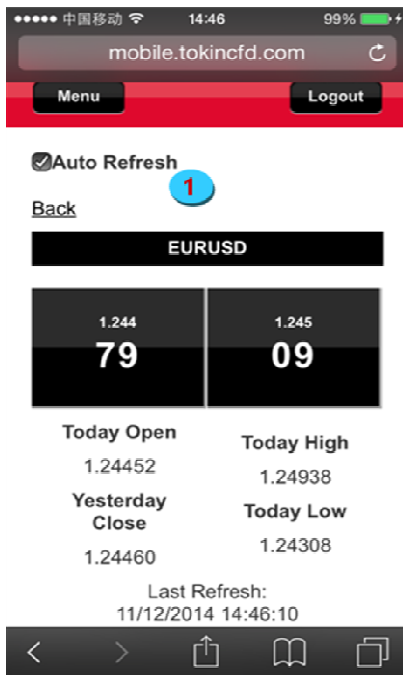 中国移动 14:46 99%
mobile.tokincfd.com
Menu Logout
Auto Refresh
1
Back
EURUSD
1.244 1.245
79 09
Today Open Today High
1.24452 1.24938
Yesterday
Close
Today Low
1.24460 1.24308
Last Refresh:
11/12/2014 14:46:10